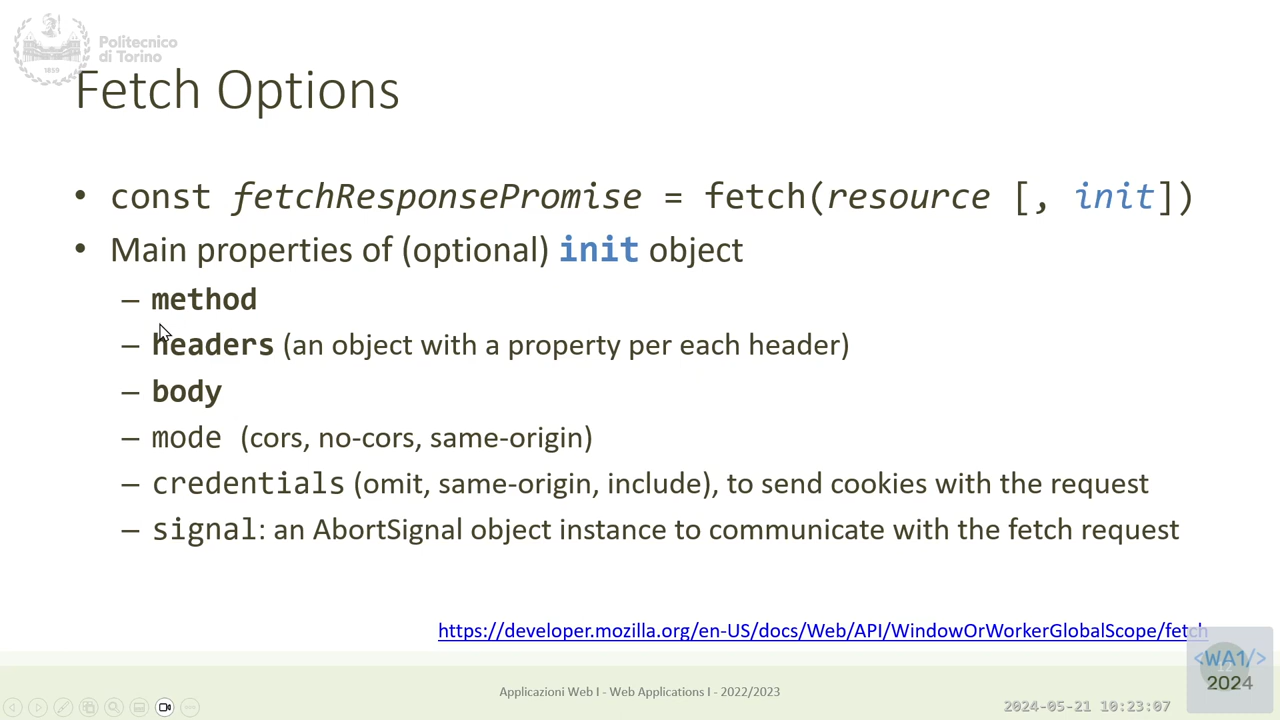 Politecnico
di Torino
1859
Fetch Options
• const fetchResponsePromise = fetch(resource [, init])
• Main properties of (optional) init object
– method
– headers (an object with a property per each header)
– body
– mode (cors, no-cors, same-origin)
– credentials (omit, same-origin, include), to send cookies with the request
– signal: an AbortSignal object instance to communicate with the fetch request
https://developer.mozilla.org/en-US/docs/Web/API/WindowOrWorkerGlobalScope/fetch
<WA1/>
2024
Applicazioni Web I - Web Applications I - 2022/2023
2024-05-21 10:23:07